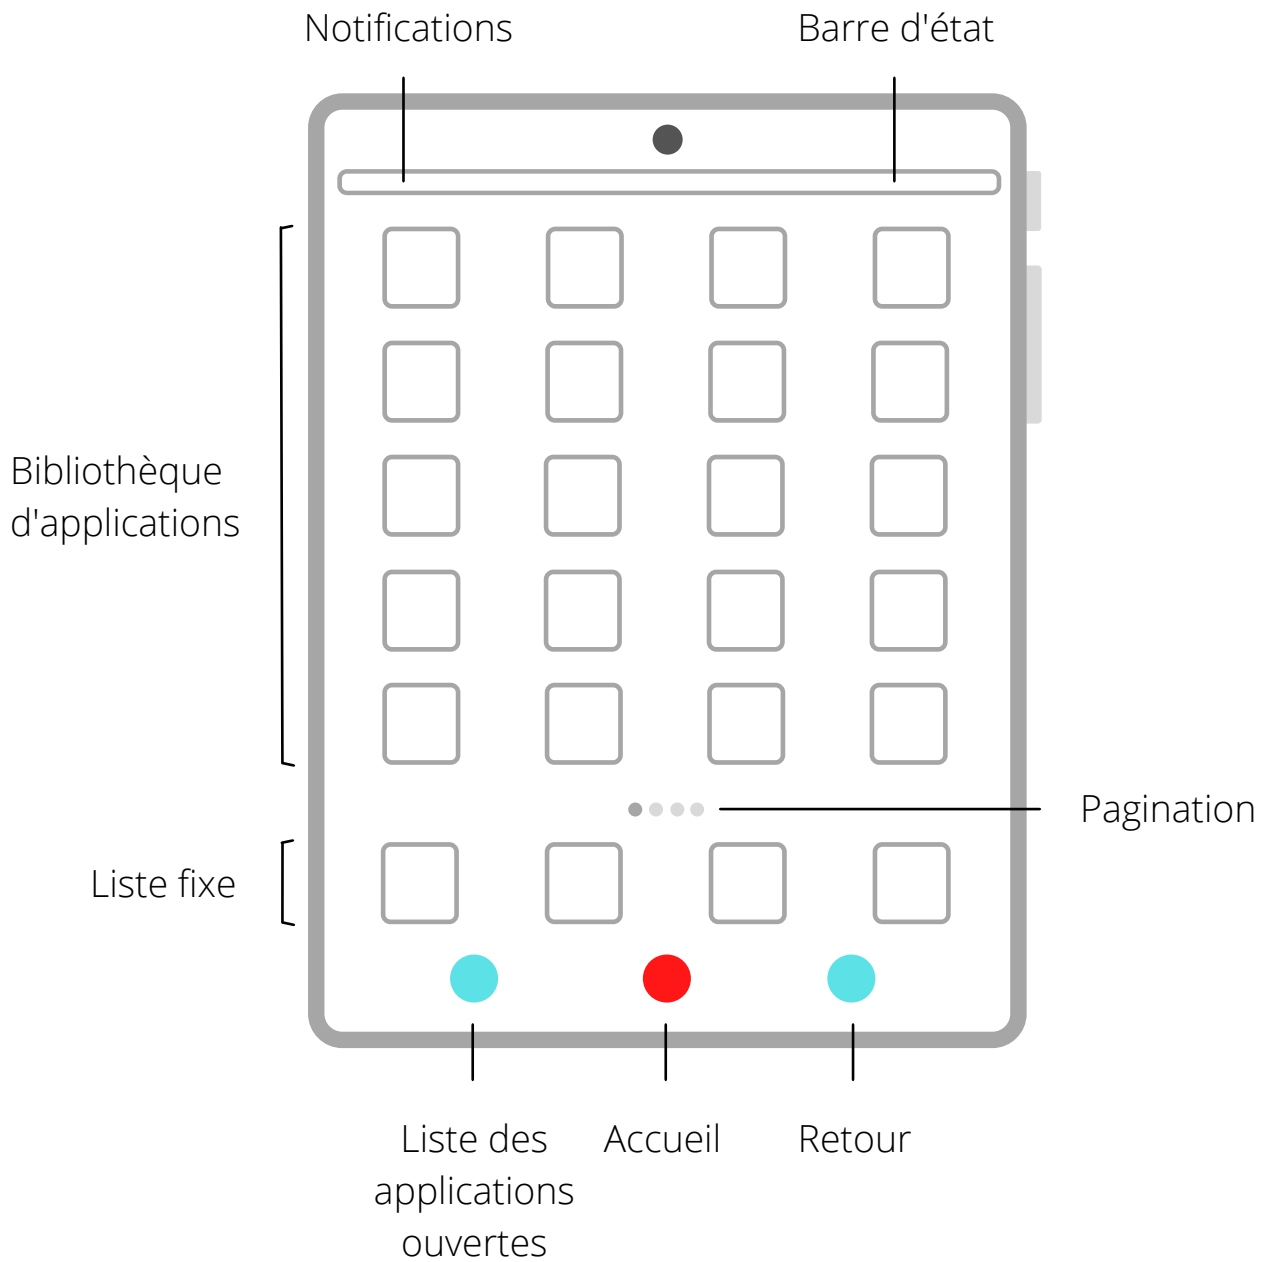 Notifications
Barre d'état
Bibliothèque
d'applications
Pagination
Liste fixe
Liste des
applications
ouvertes
Accueil
Retour